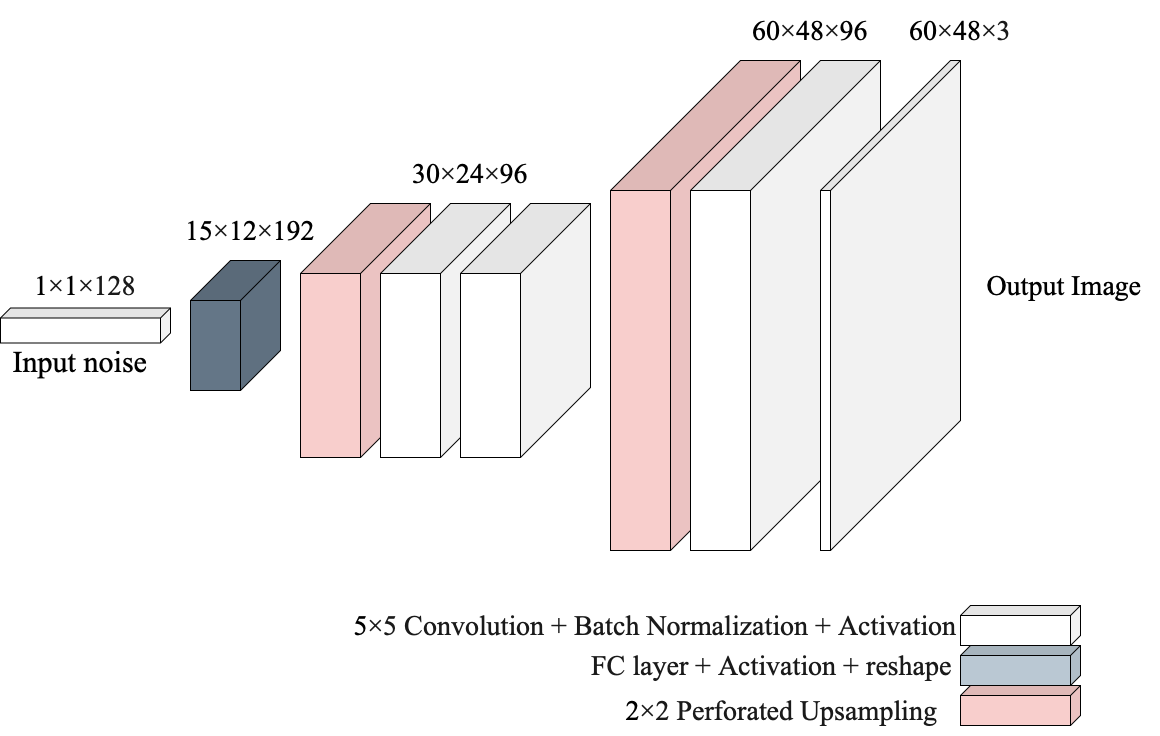 60×48×96
60×48×3
30×24×96
15×12×192
1×1×128
Input noise
Output Image
5×5 Convolution + Batch Normalization + Activation
FC layer + Activation + reshape
2×2 Perforated Upsampling